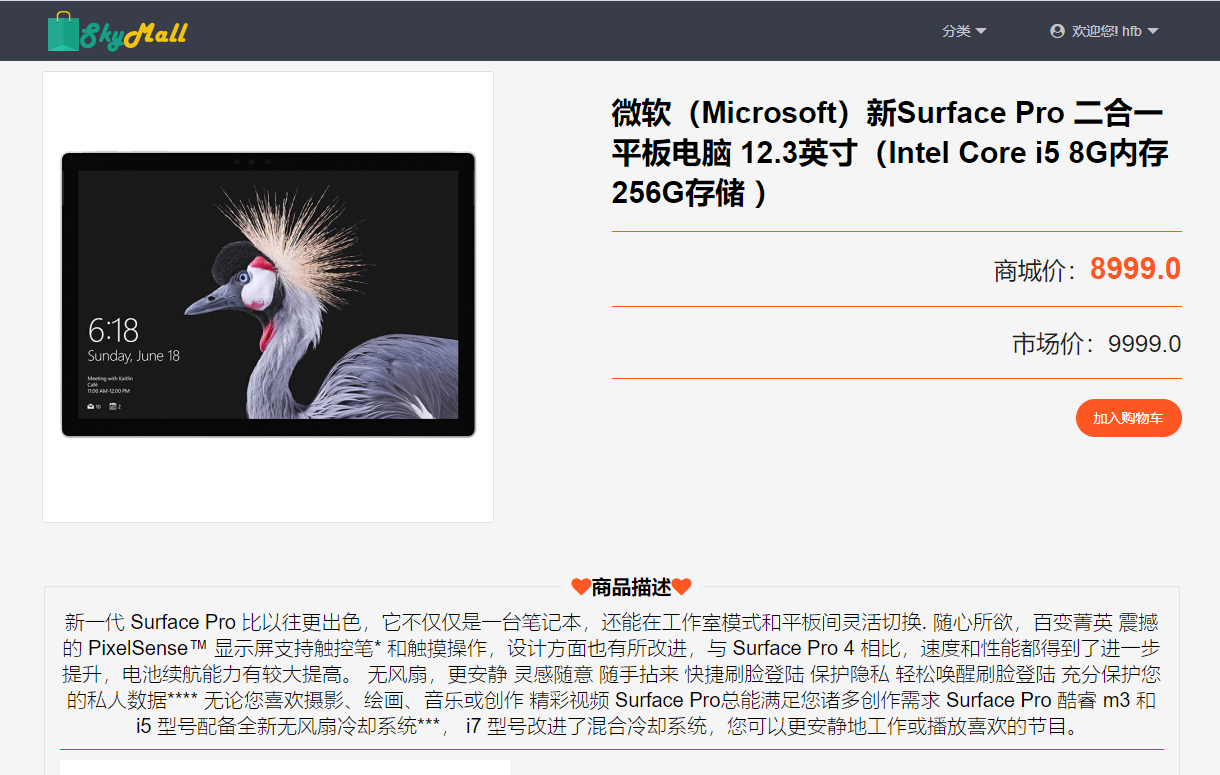 SkyMall
分类
欢迎您! hfb
微软（Microsoft）新Surface Pro 二合一
平板电脑 12.3英寸（Intel Core i5 8G内存
256G存储 ）
商城价：8999.0
市场价：9999.0
加入购物车
6:18
Sunday, June 18
Meeting with Kaitlin
Café
11:00 AM-12:00 PM
10 2
商品描述
新一代 Surface Pro 比以往更出色，它不仅仅是一台笔记本，还能在工作室模式和平板间灵活切换. 随心所欲，百变菁英 震撼
的 PixelSense™ 显示屏支持触控笔* 和触摸操作，设计方面也有所改进，与 Surface Pro 4 相比，速度和性能都得到了进一步
提升，电池续航能力有较大提高。 无风扇，更安静 灵感随意 随手拈来 快捷刷脸登陆 保护隐私 轻松唤醒刷脸登陆 充分保护您
的私人数据**** 无论您喜欢摄影、绘画、音乐或创作 精彩视频 Surface Pro总能满足您诸多创作需求 Surface Pro 酷睿 m3 和
i5 型号配备全新无风扇冷却系统***， i7 型号改进了混合冷却系统，您可以更安静地工作或播放喜欢的节目。